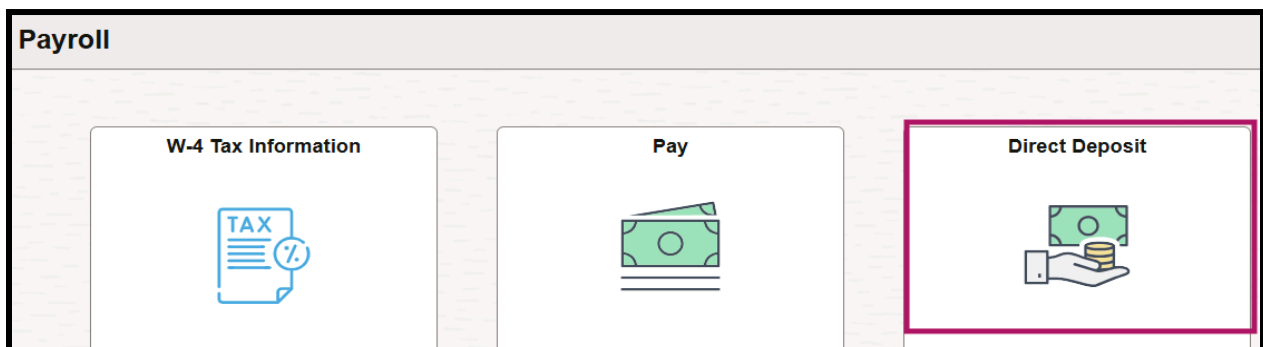 Payroll
W-4 Tax Information
Pay
Direct Deposit
TAX
%